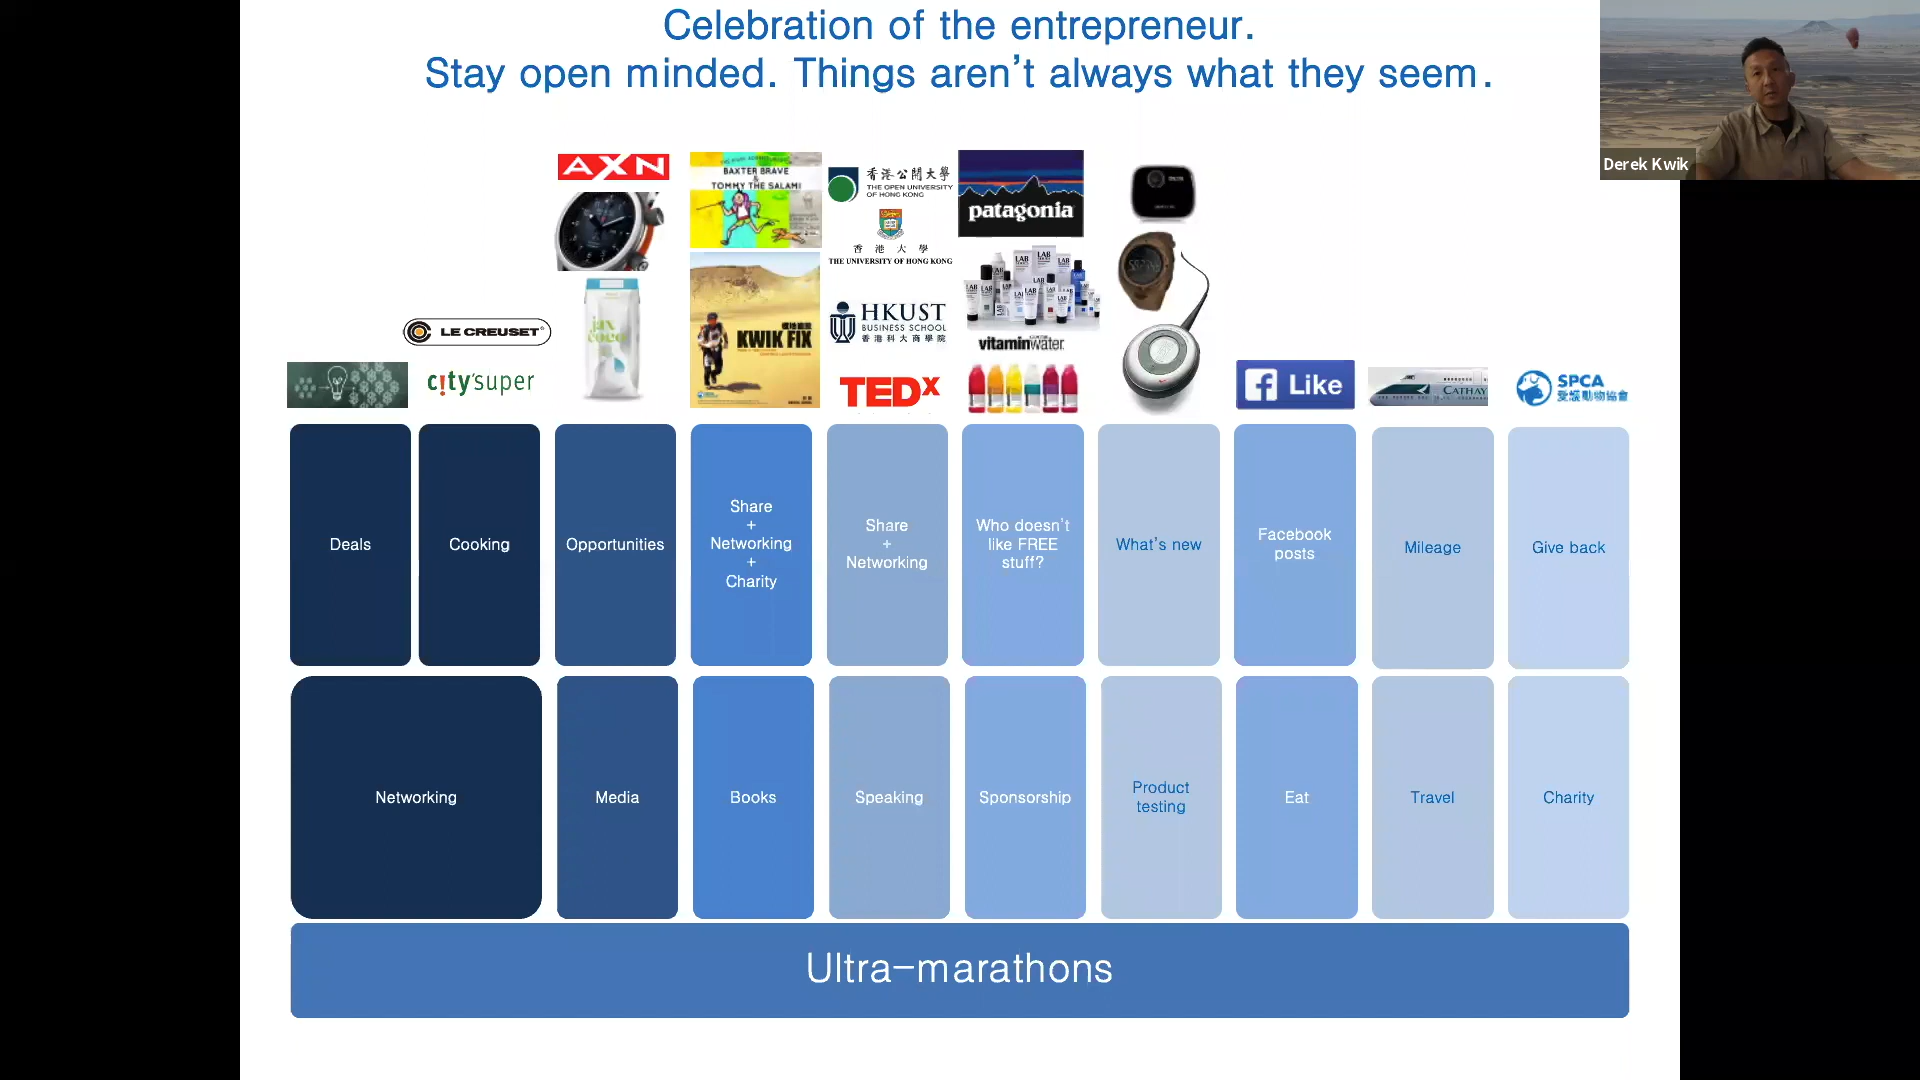 Celebration of the entrepreneur.
Stay open minded. Things aren't always what they seem.
Derek Kwik
AXN
BAXTER BRAVE
&
TOMMY THE SALAMI
香港公開大學
THE OPEN UNIVERSITY
OF HONG KONG
香港大學
THE UNIVERSITY OF HONG KONG
patagonia
LAB
LE CREUSET
jax
coco
KWIK FIX
HKUST
BUSINESS SCHOOL
香港科大商學院
vitaminwater
city'super
TEDx
Like
CATHAY
SPCA
愛護動物協會
Deals
Cooking
Opportunities
Share
+
Networking
+
Charity
Share
+
Networking
Who doesn't
like FREE
stuff?
What's new
Facebook
posts
Mileage
Give back
Networking
Media
Books
Speaking
Sponsorship
Product
testing
Eat
Travel
Charity
Ultra-marathons